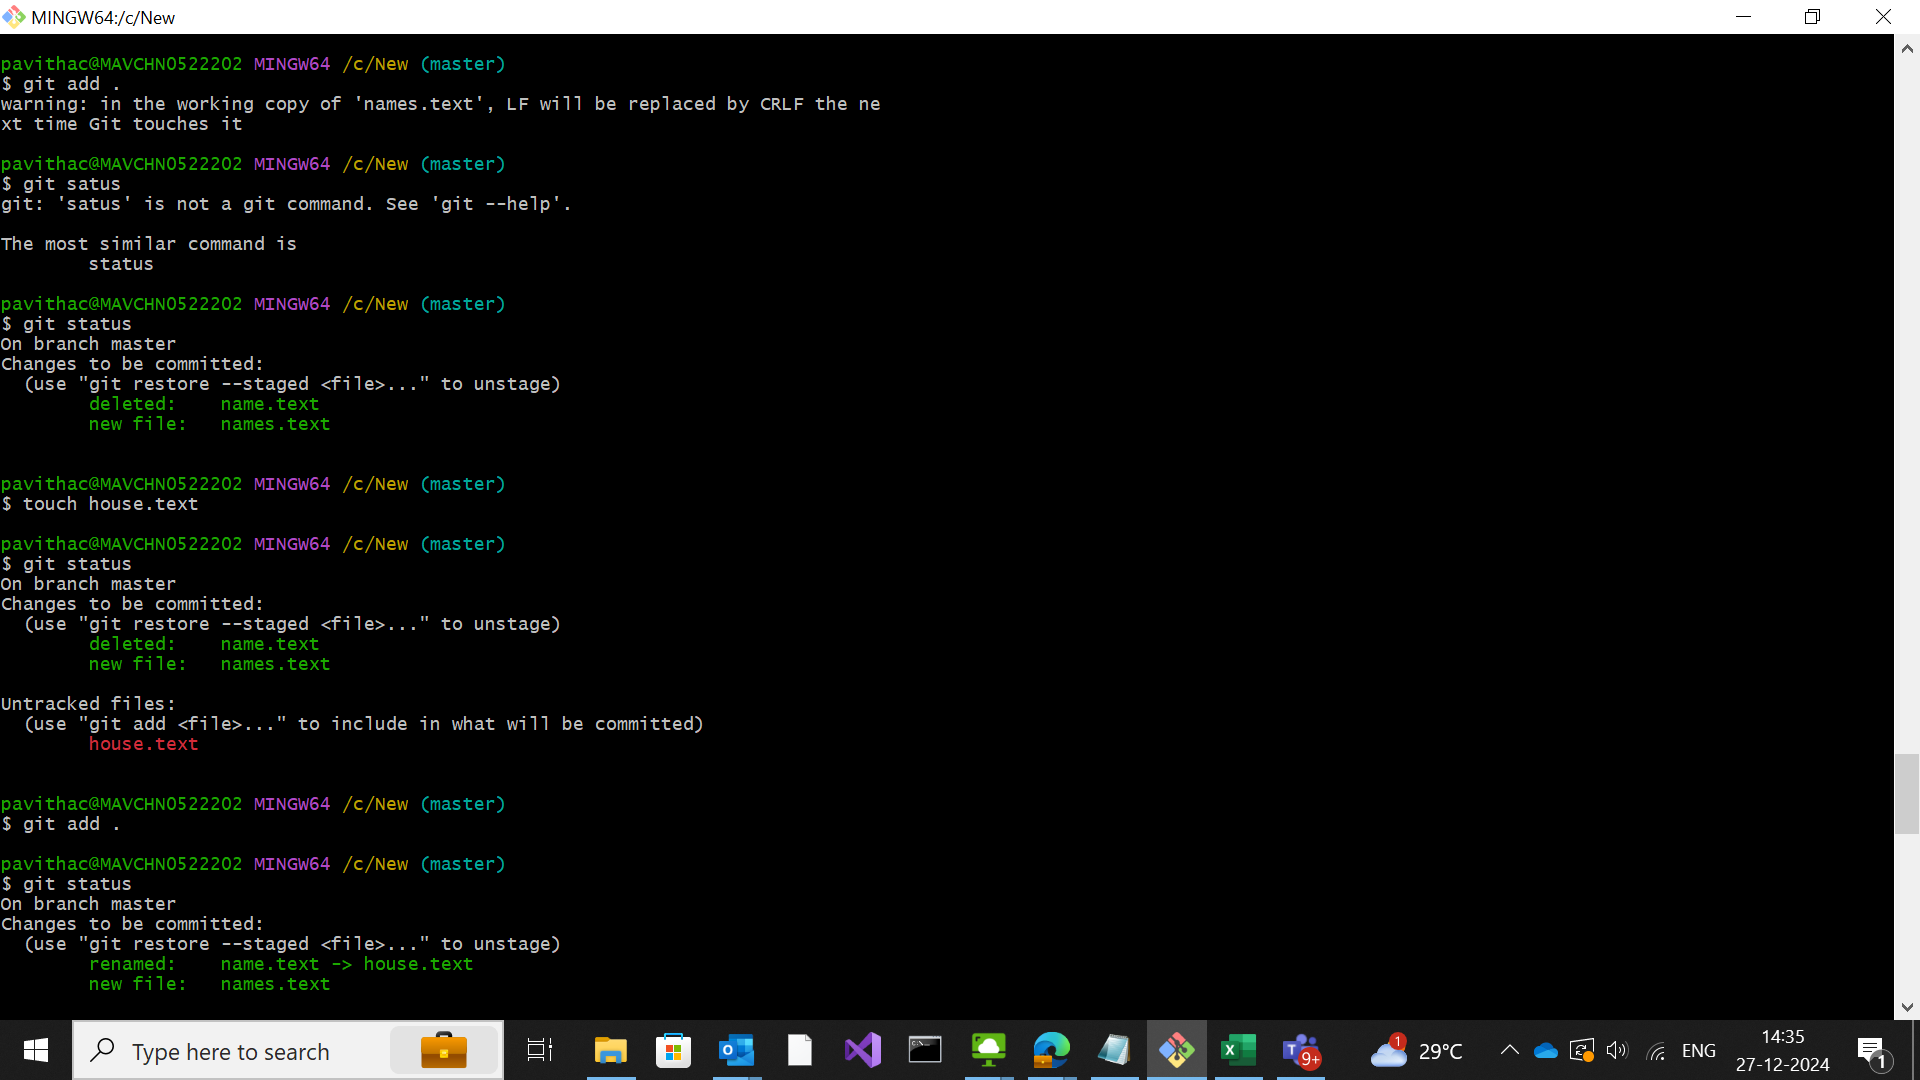 MINGW64:/c/New
pavithac@MAVCHN0522202 MINGW64 /c/New (master)
$ git add .
warning: in the working copy of 'names.text', LF will be replaced by CRLF the ne
xt time Git touches it
pavithac@MAVCHN0522202 MINGW64 /c/New (master)
$ git satus
git: 'satus' is not a git command. See 'git --help'.
The most similar command is
        status
pavithac@MAVCHN0522202 MINGW64 /c/New (master)
$ git status
On branch master
Changes to be committed:
  (use "git restore --staged <file>..." to unstage)
        deleted:    name.text
        new file:   names.text
pavithac@MAVCHN0522202 MINGW64 /c/New (master)
$ touch house.text
pavithac@MAVCHN0522202 MINGW64 /c/New (master)
$ git status
On branch master
Changes to be committed:
  (use "git restore --staged <file>..." to unstage)
        deleted:    name.text
        new file:   names.text
Untracked files:
  (use "git add <file>..." to include in what will be committed)
        house.text
pavithac@MAVCHN0522202 MINGW64 /c/New (master)
$ git add .
pavithac@MAVCHN0522202 MINGW64 /c/New (master)
$ git status
On branch master
Changes to be committed:
  (use "git restore --staged <file>..." to unstage)
        renamed:    name.text -> house.text
        new file:   names.text
Type here to search
1
29°C
9+
ENG
14:35
27-12-2024
1